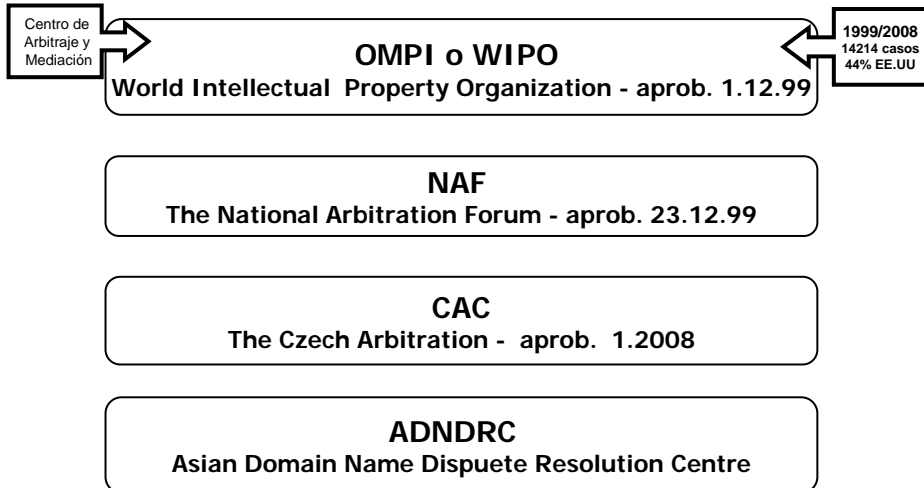 Centro de
Arbitraje y
Mediación
OMPI o WIPO
World Intellectual Property Organization - aprob. 1.12.99
1999/2008
14214 casos
44% EE.UU
NAF
The National Arbitration Forum - aprob. 23.12.99
CAC
The Czech Arbitration - aprob. 1.2008
ADNDRC
Asian Domain Name Dispuete Resolution Centre